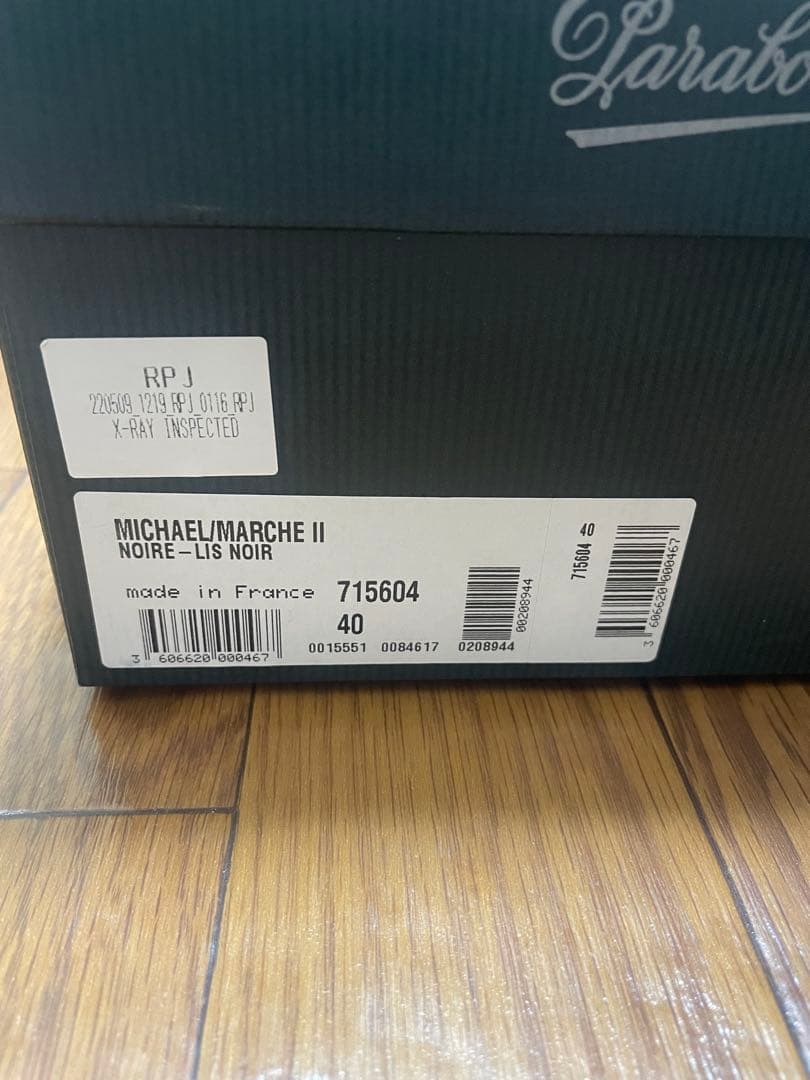 Parabo
RPJ
220509_1219_RPJ_0116_RPJ
X-RAY INSPECTED
MICHAEL/MARCHE II
NOIRE–LIS NOIR
made in France 715604
40
3 606620 000467
0015551 0084617 0208944
00208944
40
715604
3 606620 000467